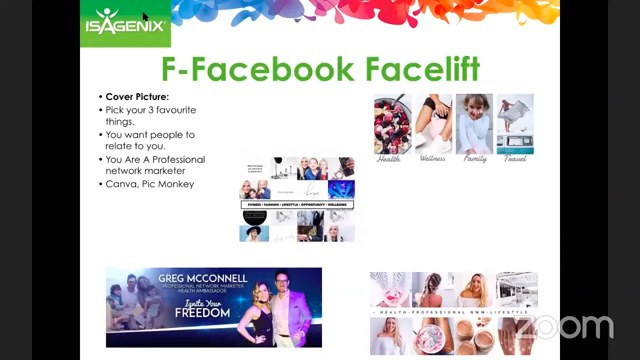 ISAGENIX
F-Facebook Facelift
• Cover Picture:
• Pick your 3 favourite
things.
• You want people to
relate to you.
• You Are A Professional
network marketer
• Canva, Pic Monkey
Health Wellness Family Travel
FITNESS • FASHION • LIFESTYLE • OPPORTUNITY • WELLBEING
GREG MCCONNELL
PROFESSIONAL NETWORK MARKETER
HEALTH AMBASSADOR
Ignite Your
FREEDOM
- HEALTH-PROFESSIONAL NWM-LIFESTYLE-
zoom